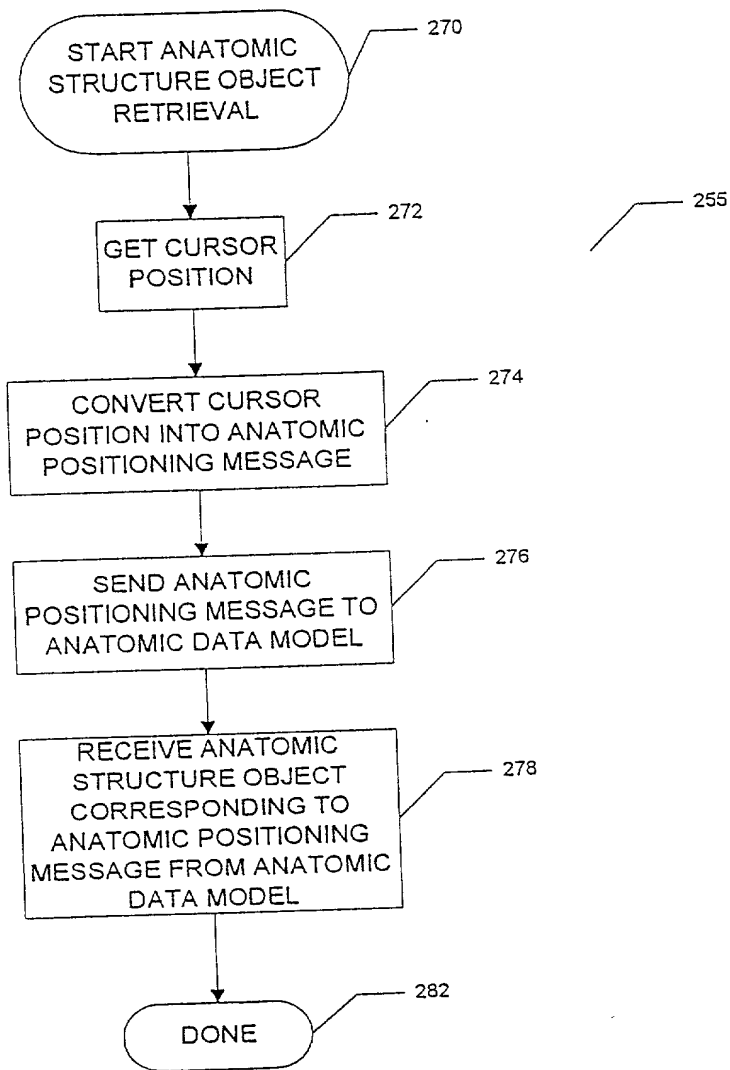 START ANATOMIC
STRUCTURE OBJECT
RETRIEVAL
270
GET CURSOR
POSITION
272
255
CONVERT CURSOR
POSITION INTO ANATOMIC
POSITIONING MESSAGE
274
SEND ANATOMIC
POSITIONING MESSAGE TO
ANATOMIC DATA MODEL
276
RECEIVE ANATOMIC
STRUCTURE OBJECT
CORRESPONDING TO
ANATOMIC POSITIONING
MESSAGE FROM ANATOMIC
DATA MODEL
278
DONE
282